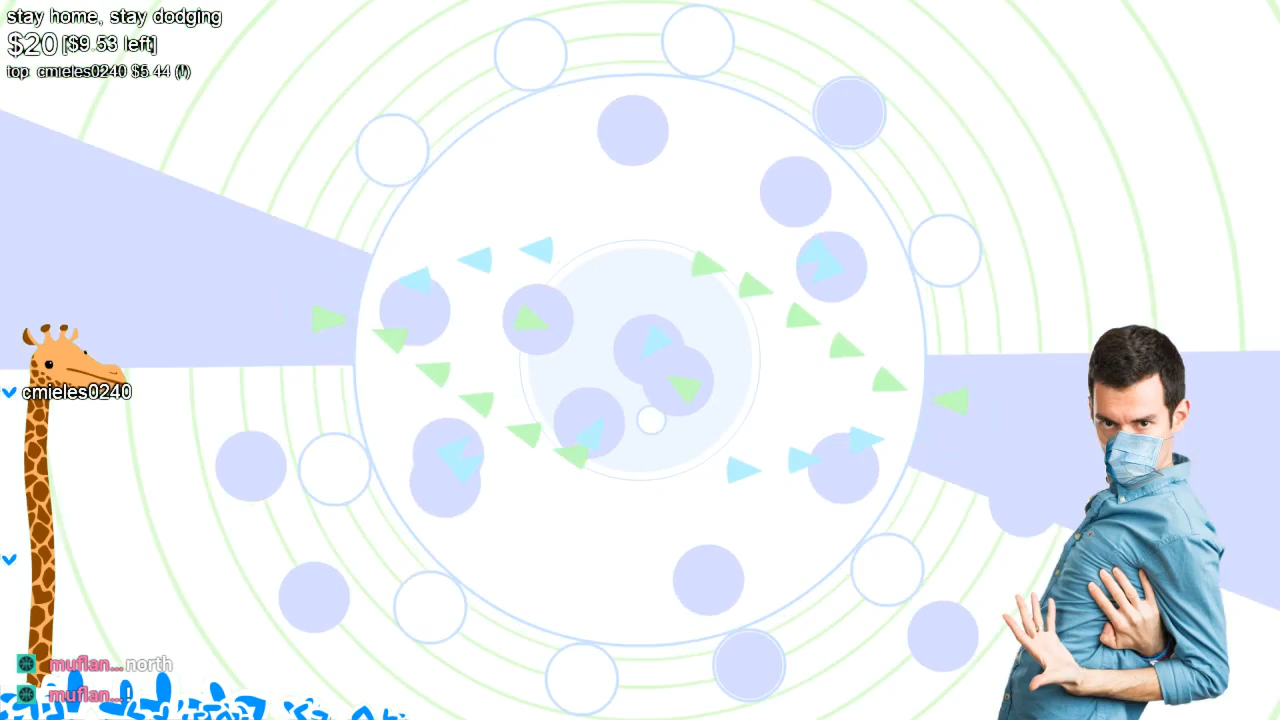 stay home, stay dodging
$20 [$9.53 left]
top: cmieles0240 $5.44 (!)
cmieles0240
muflan... north
muflan... !